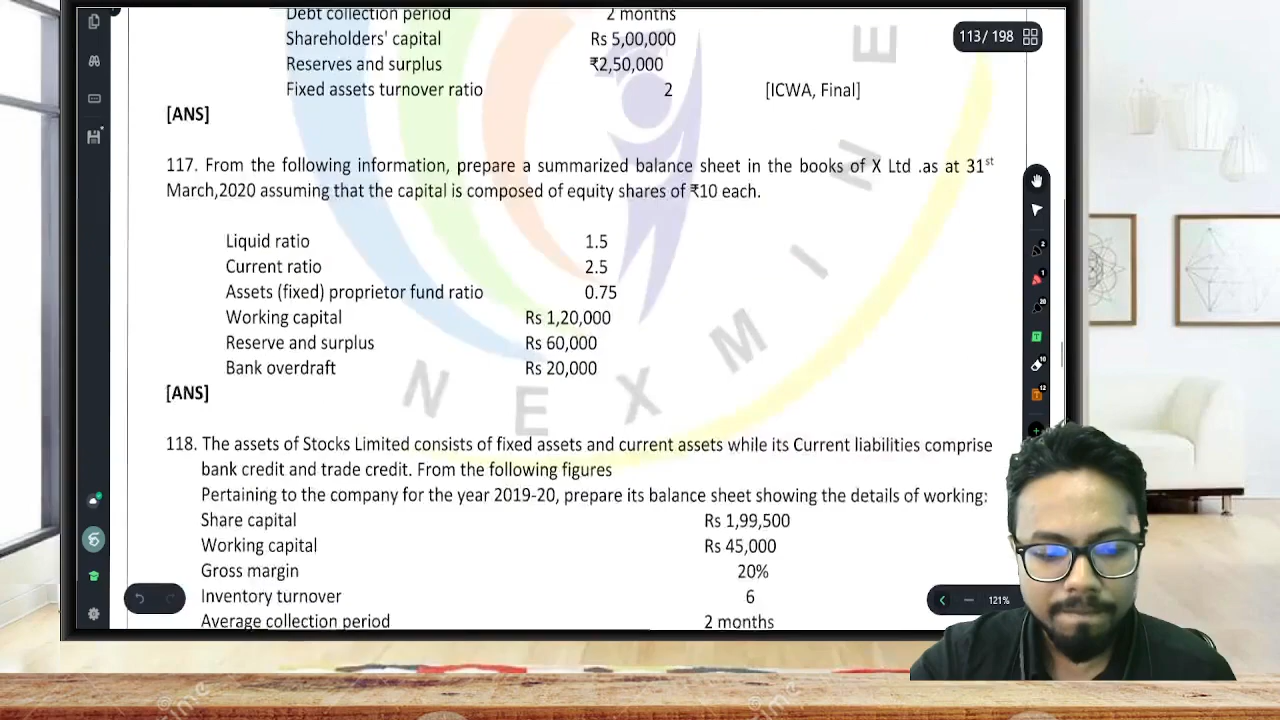 Debt collection period 2 months
Shareholders' capital Rs 5,00,000
Reserves and surplus ₹2,50,000
Fixed assets turnover ratio 2 [ICWA, Final]
[ANS]
117. From the following information, prepare a summarized balance sheet in the books of X Ltd .as at 31st
March,2020 assuming that the capital is composed of equity shares of ₹10 each.
Liquid ratio 1.5
Current ratio 2.5
Assets (fixed) proprietor fund ratio 0.75
Working capital Rs 1,20,000
Reserve and surplus Rs 60,000
Bank overdraft Rs 20,000
[ANS]
118. The assets of Stocks Limited consists of fixed assets and current assets while its Current liabilities comprise
bank credit and trade credit. From the following figures
Pertaining to the company for the year 2019-20, prepare its balance sheet showing the details of working:
Share capital Rs 1,99,500
Working capital Rs 45,000
Gross margin 20%
Inventory turnover 6
Average collection period 2 months
113/ 198
121%
N E X M I N E